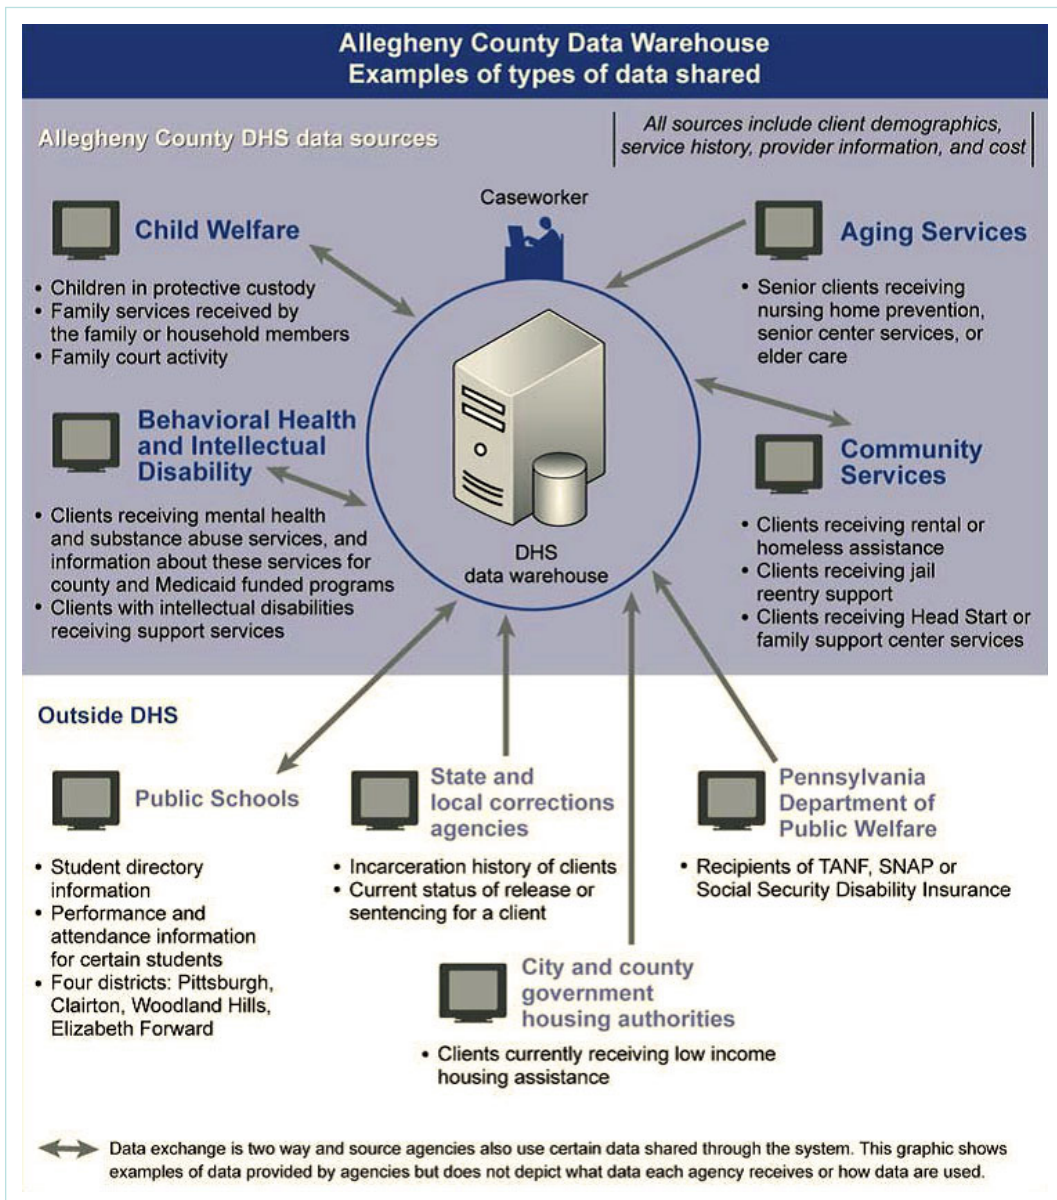 Allegheny County Data Warehouse
Examples of types of data shared
Allegheny County DHS data sources
All sources include client demographics,
service history, provider information, and cost
Caseworker
Child Welfare
• Children in protective custody
• Family services received by
the family or household members
• Family court activity
Aging Services
• Senior clients receiving
nursing home prevention,
senior center services, or
elder care
Behavioral Health
and Intellectual
Disability
• Clients receiving mental health
and substance abuse services, and
information about these services for
county and Medicaid funded programs
• Clients with intellectual disabilities
receiving support services
Community
Services
• Clients receiving rental or
homeless assistance
• Clients receiving jail
reentry support
• Clients receiving Head Start or
family support center services
DHS
data warehouse
Outside DHS
Public Schools
• Student directory
information
• Performance and
attendance information
for certain students
• Four districts: Pittsburgh,
Clairton, Woodland Hills,
Elizabeth Forward
State and
local corrections
agencies
• Incarceration history of clients
• Current status of release or
sentencing for a client
Pennsylvania
Department of
Public Welfare
• Recipients of TANF, SNAP or
Social Security Disability Insurance
City and county
government
housing authorities
• Clients currently receiving low income
housing assistance
Data exchange is two way and source agencies also use certain data shared through the system. This graphic shows
examples of data provided by agencies but does not depict what data each agency receives or how data are used.